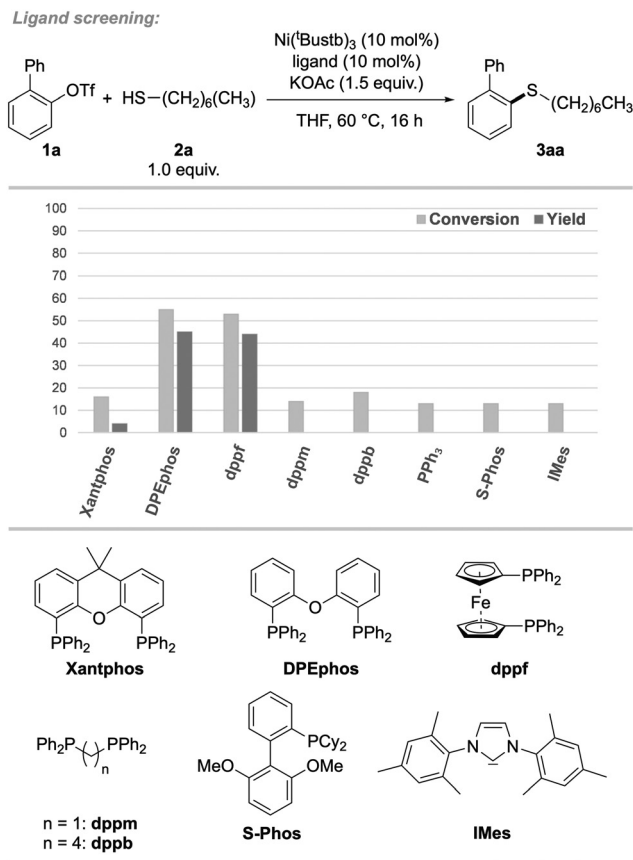 Ligand screening:
Ni(ᵗBustb)₃ (10 mol%)
ligand (10 mol%)
KOAc (1.5 equiv.)
THF, 60 °C, 16 h
Ph
OTf
+
HS—(CH₂)₆(CH₃)
1a
2a
1.0 equiv.
Ph
S
(CH₂)₆CH₃
3aa
Conversion Yield
100
90
80
70
60
50
40
30
20
10
0
Xantphos
DPEphos
dppf
dppm
dppb
PPh₃
S-Phos
IMes
O
PPh₂ PPh₂
Xantphos
O
PPh₂ PPh₂
DPEphos
PPh₂
Fe
PPh₂
dppf
Ph₂P PPh₂
C
n
n = 1: dppm
n = 4: dppb
PCy₂
MeO OMe
S-Phos
N N
IMes